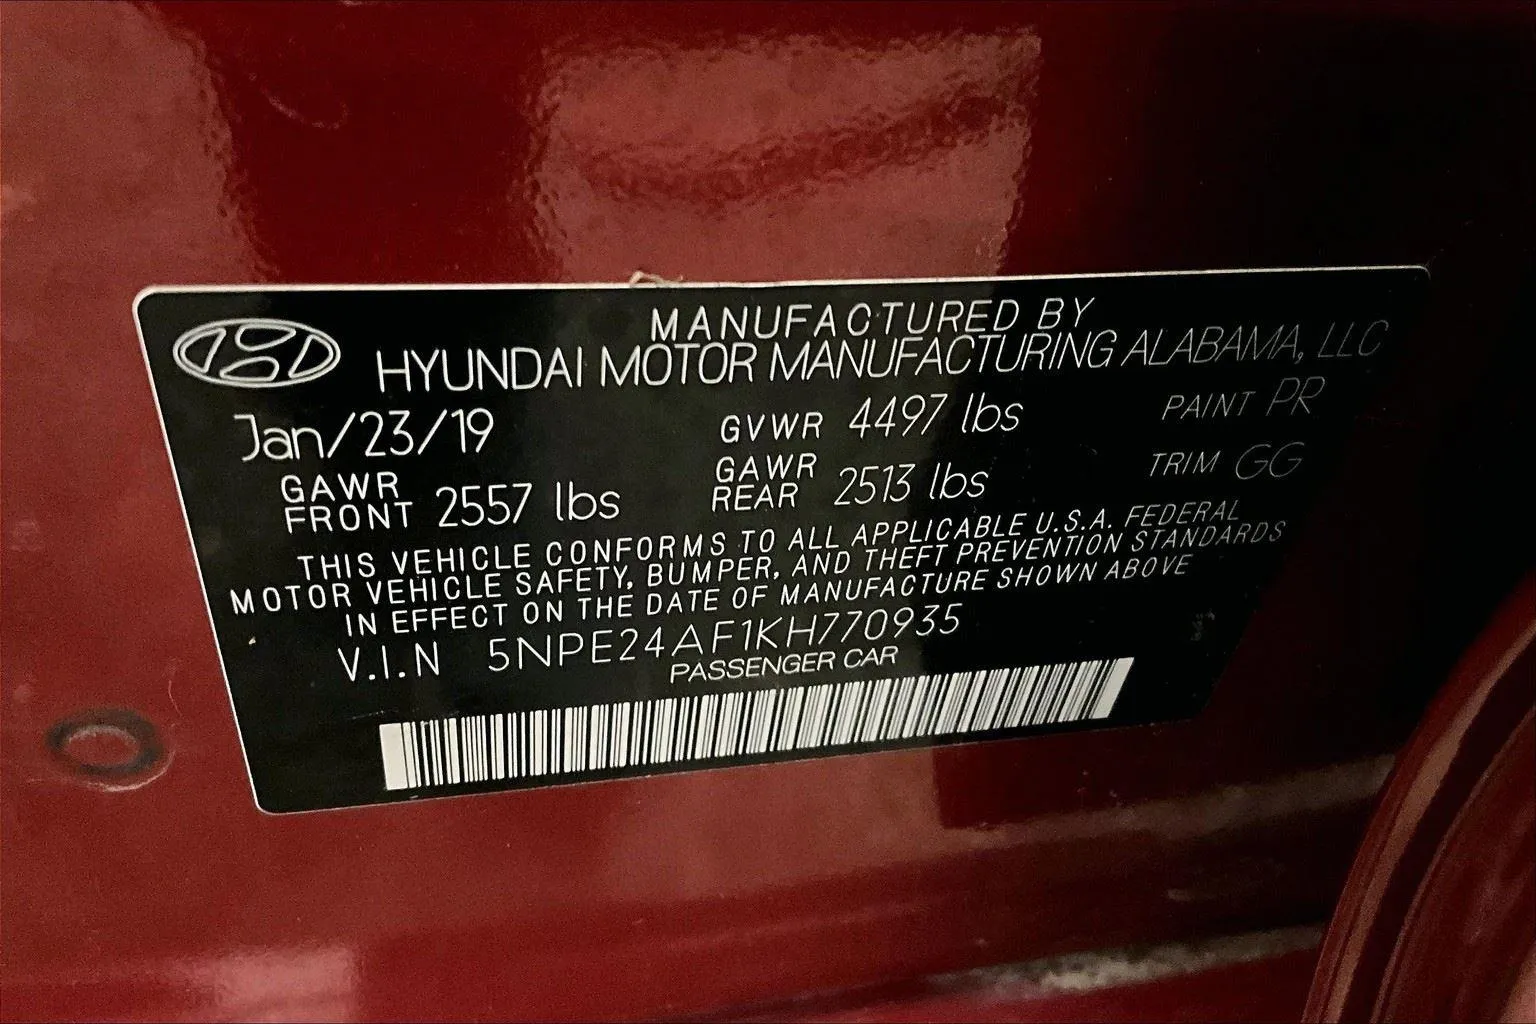 MANUFACTURED BY
HYUNDAI MOTOR MANUFACTURING ALABAMA, LLC
Jan/23/19 GVWR 4497 lbs PAINT PR
GAWR FRONT 2557 lbs GAWR REAR 2513 lbs TRIM GG
THIS VEHICLE CONFORMS TO ALL APPLICABLE U.S.A. FEDERAL
MOTOR VEHICLE SAFETY, BUMPER, AND THEFT PREVENTION STANDARDS
IN EFFECT ON THE DATE OF MANUFACTURE SHOWN ABOVE
V.I.N 5NPE24AF1KH770935
PASSENGER CAR